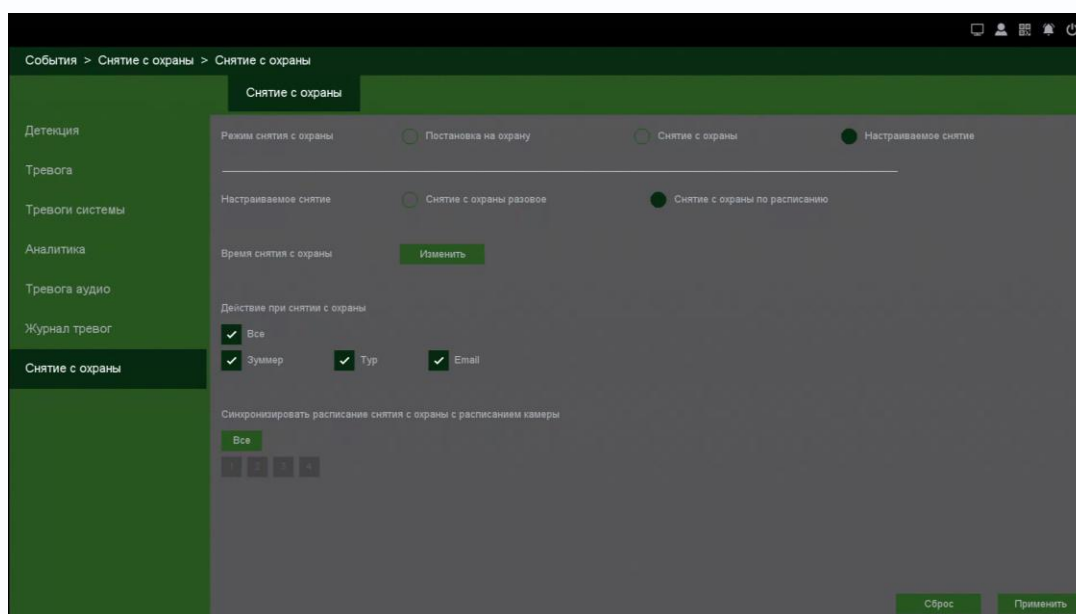 События > Снятие с охраны > Снятие с охраны
Снятие с охраны
Детекция
Тревога
Тревоги системы
Аналитика
Тревога аудио
Журнал тревог
Снятие с охраны
Режим снятия с охраны Постановка на охрану Снятие с охраны Настраиваемое снятие
Настраиваемое снятие Снятие с охраны разовое Снятие с охраны по расписанию
Время снятия с охраны Изменить
Действие при снятии с охраны
Все
Зуммер Тур Email
Синхронизировать расписание снятия с охраны с расписанием камеры
Все
1 2 3 4
Сброс Применить